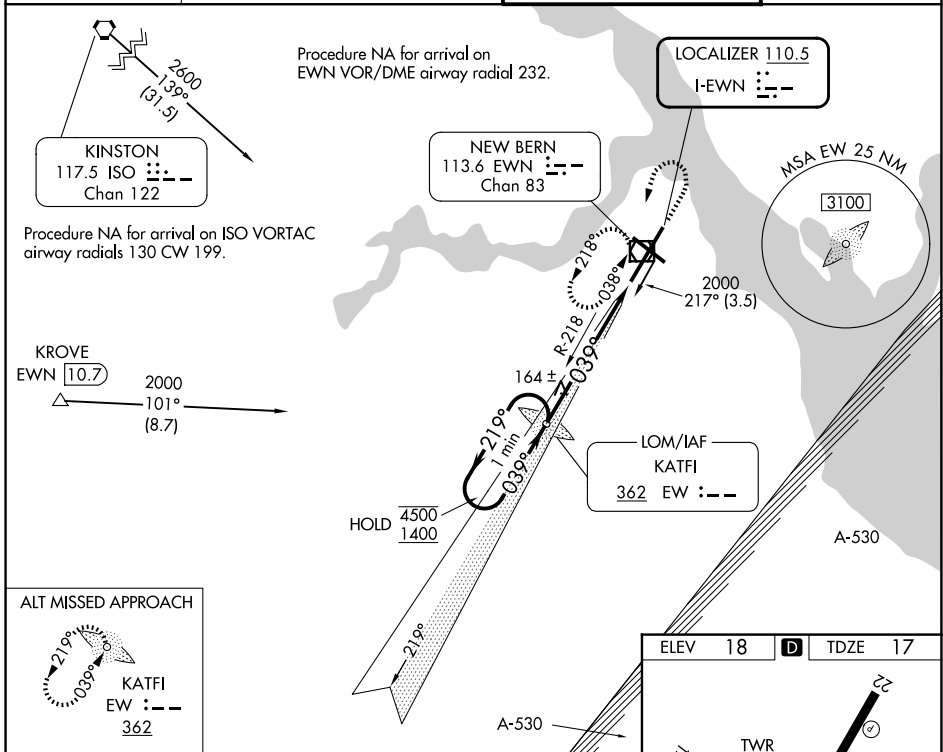 2600
139°
(31.5)
Procedure NA for arrival on
EWN VOR/DME airway radial 232.
LOCALIZER 110.5
I-EWN
KINSTON
117.5 ISO
Chan 122
NEW BERN
113.6 EWN
Chan 83
MSA EW 25 NM
3100
Procedure NA for arrival on ISO VORTAC
airway radials 130 CW 199.
218°
038°
2000
217° (3.5)
R-218
039°
KROVE
EWN 10.7
2000
101°
(8.7)
164 ±
219°
1 min
039°
LOM/IAF
KATFI
362 EW
HOLD 4500
1400
A-530
219°
ALT MISSED APPROACH
219°
039°
KATFI
EW
362
A-530
ELEV 18 D TDZE 17
22
TWR